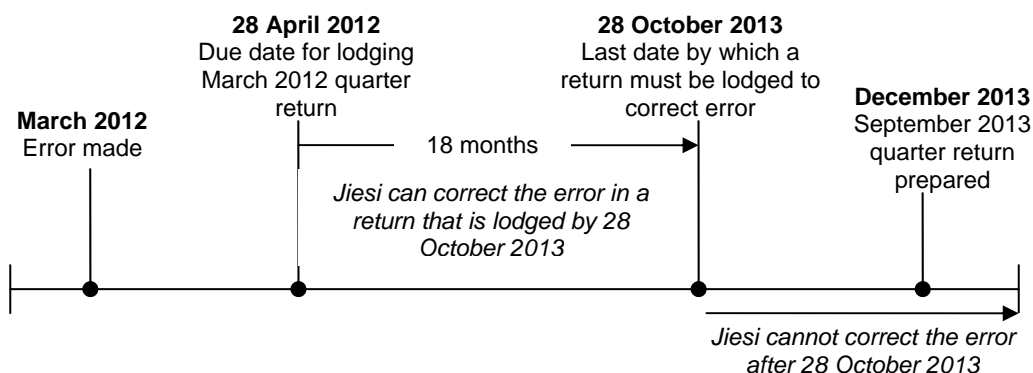 March 2012
Error made
28 April 2012
Due date for lodging
March 2012 quarter
return
18 months
Jiesi can correct the error in a
return that is lodged by 28
October 2013
28 October 2013
Last date by which a
return must be lodged to
correct error
December 2013
September 2013
quarter return
prepared
Jiesi cannot correct the error
after 28 October 2013